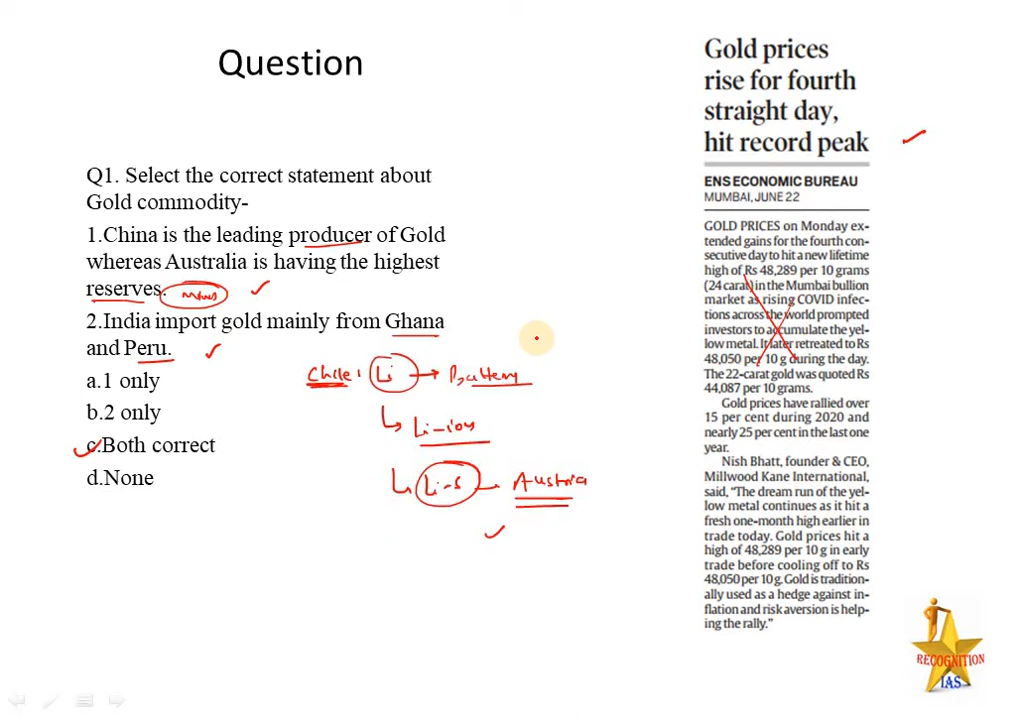 Question
Q1. Select the correct statement about
Gold commodity-
1.China is the leading producer of Gold
whereas Australia is having the highest
reserves.
2.India import gold mainly from Ghana
and Peru.
a.1 only
b.2 only
c.Both correct
d.None
Chile :
Li
Battery
Li-ion
Li-S
Austria
Gold prices
rise for fourth
straight day,
hit record peak
ENS ECONOMIC BUREAU
MUMBAI, JUNE 22
GOLD PRICES on Monday ex-
tended gains for the fourth con-
secutive day to hit a new lifetime
high of Rs 48,289 per 10 grams
(24 carat) in the Mumbai bullion
market as rising COVID infec-
tions across the world prompted
investors to accumulate the yel-
low metal. It later retreated to Rs
48,050 per 10 g during the day.
The 22-carat gold was quoted Rs
44,087 per 10 grams.
Gold prices have rallied over
15 per cent during 2020 and
nearly 25 per cent in the last one
year.
Nish Bhatt, founder & CEO,
Millwood Kane International,
said, "The dream run of the yel-
low metal continues as it hit a
fresh one-month high earlier in
trade today. Gold prices hit a
high of 48,289 per 10 g in early
trade before cooling off to Rs
48,050 per 10 g. Gold is tradition-
ally used as a hedge against in-
flation and risk aversion is help-
ing the rally."
RECOGNITION
IAS